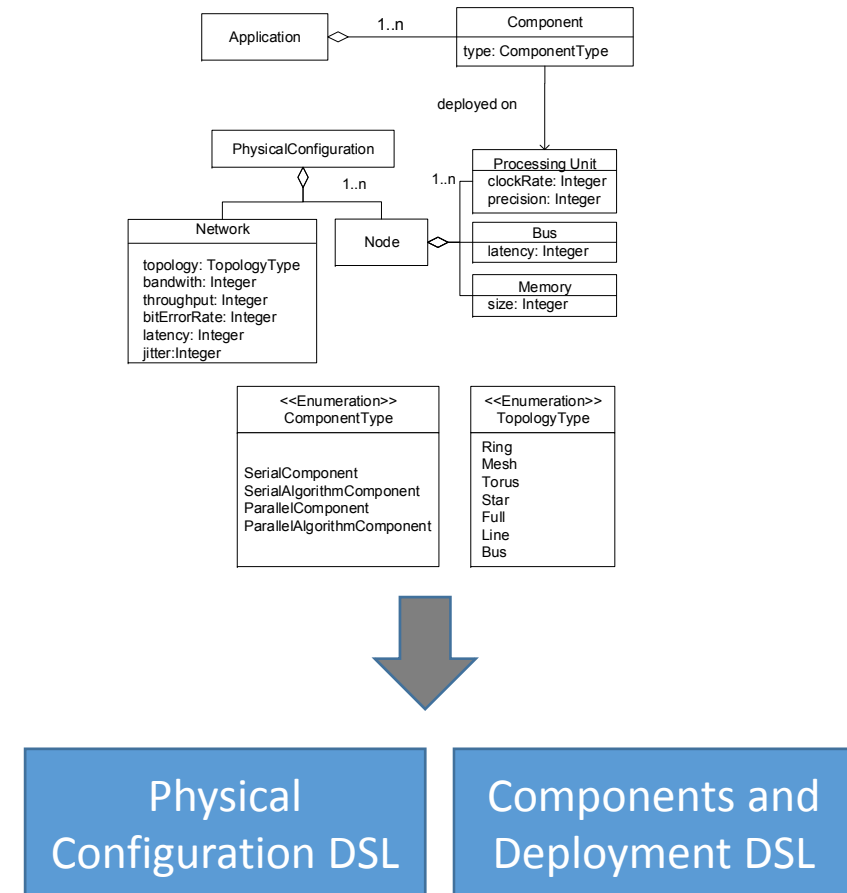 Application
1..n
Component
type: ComponentType
deployed on
PhysicalConfiguration
1..n
1..n
Processing Unit
clockRate: Integer
precision: Integer
Network
topology: TopologyType
bandwith: Integer
throughput: Integer
bitErrorRate: Integer
latency: Integer
jitter:Integer
Node
Bus
latency: Integer
Memory
size: Integer
<<Enumeration>>
ComponentType
SerialComponent
SerialAlgorithmComponent
ParallelComponent
ParallelAlgorithmComponent
<<Enumeration>>
TopologyType
Ring
Mesh
Torus
Star
Full
Line
Bus
Physical
Configuration DSL
Components and
Deployment DSL